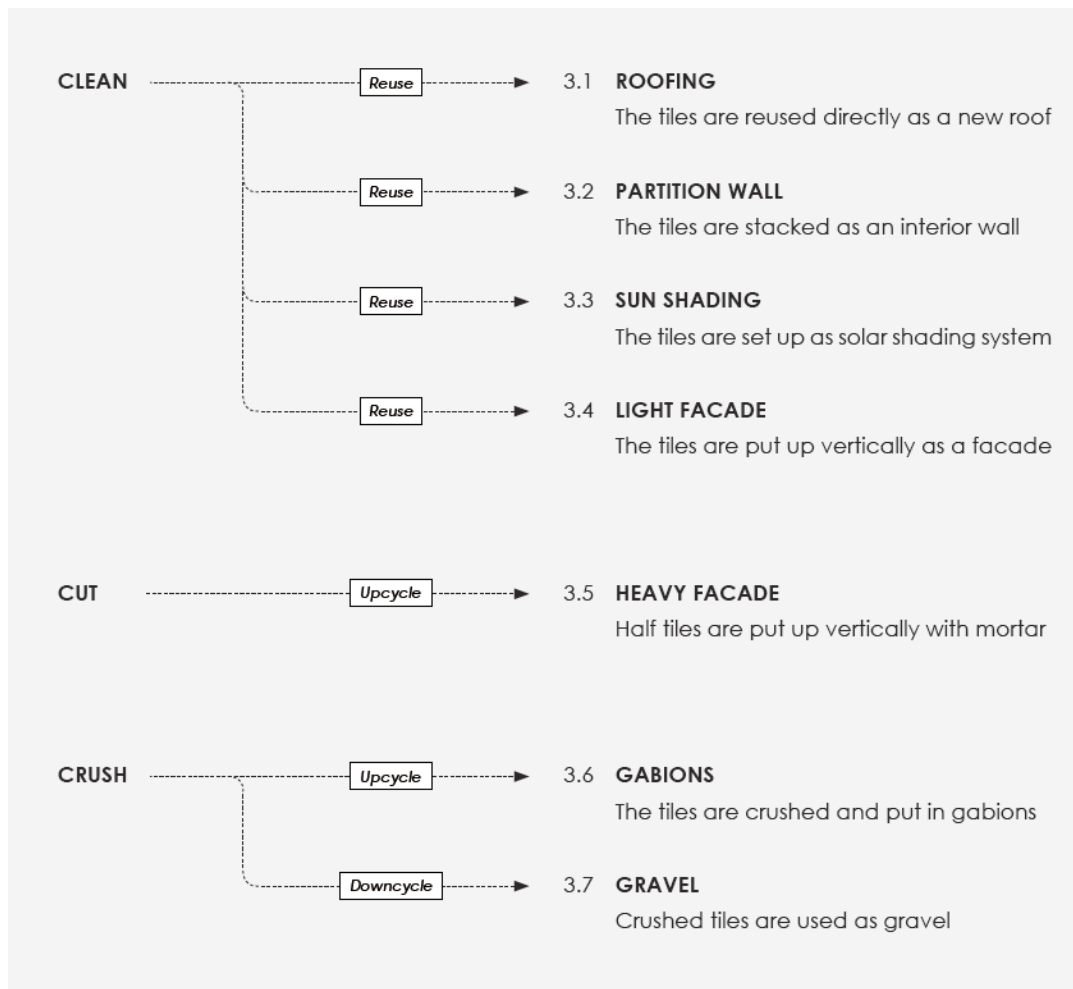 CLEAN Reuse 3.1 ROOFING
The tiles are reused directly as a new roof
Reuse 3.2 PARTITION WALL
The tiles are stacked as an interior wall
Reuse 3.3 SUN SHADING
The tiles are set up as solar shading system
Reuse 3.4 LIGHT FACADE
The tiles are put up vertically as a facade
CUT Upcycle 3.5 HEAVY FACADE
Half tiles are put up vertically with mortar
CRUSH Upcycle 3.6 GABIONS
The tiles are crushed and put in gabions
Downcycle 3.7 GRAVEL
Crushed tiles are used as gravel